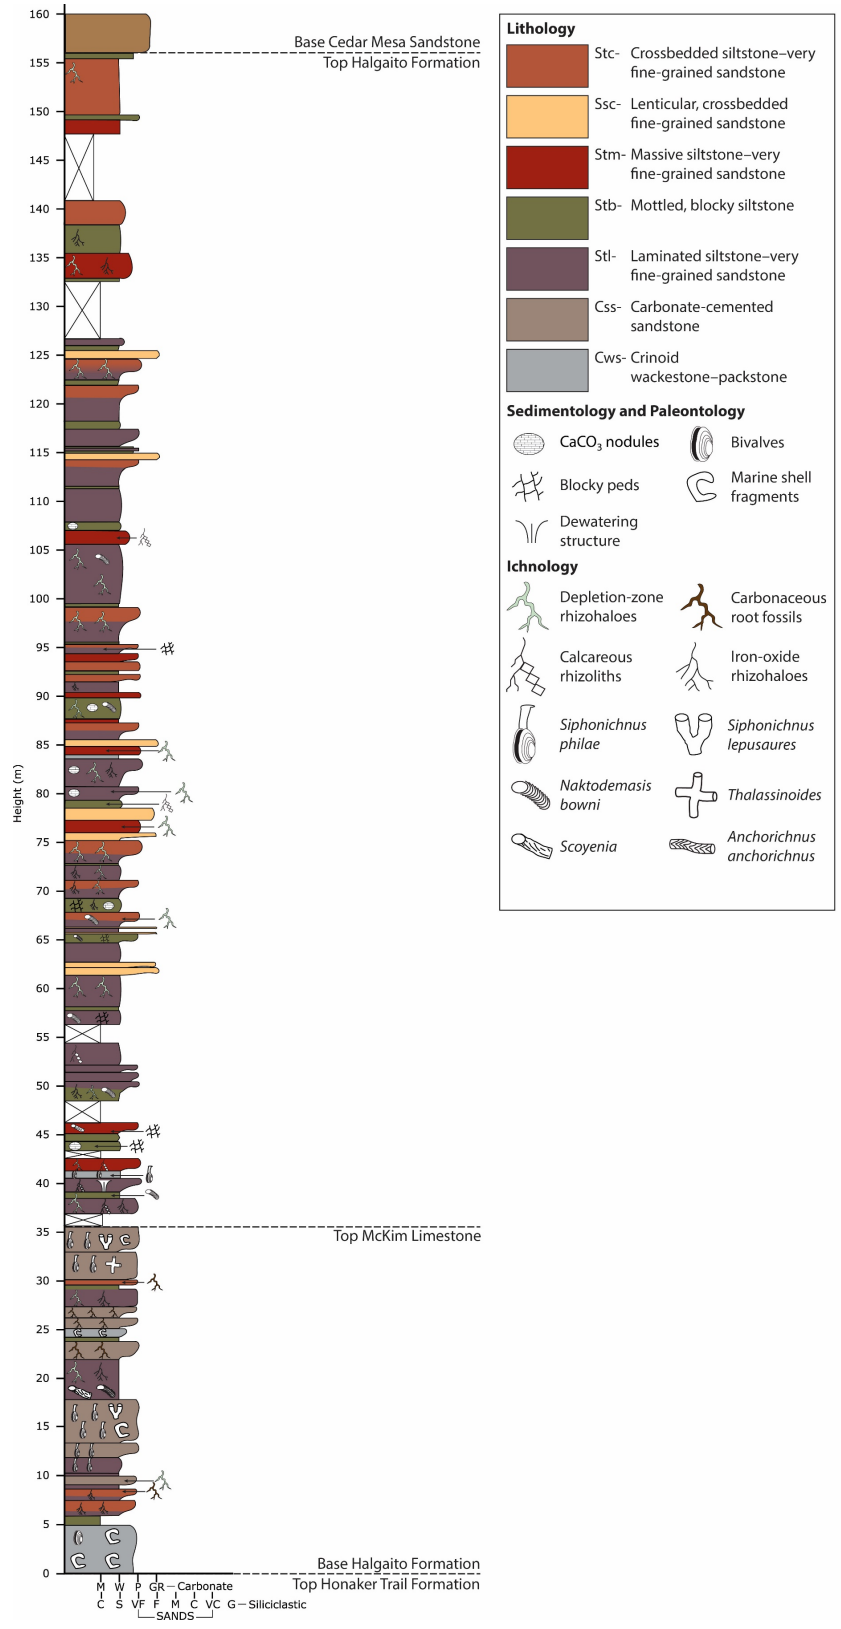 160
155
150
145
140
135
130
125
120
115
110
105
100
95
90
85
80
75
70
65
60
55
50
45
40
35
30
25
20
15
10
5
0
Height (m)
Base Cedar Mesa Sandstone
Top Halgaito Formation
Top McKim Limestone
Base Halgaito Formation
Top Honaker Trail Formation
M W P GR – Carbonate
C S VF F M C VC G – Siliciclastic
SANDS
Lithology
Stc- Crossbedded siltstone–very
fine-grained sandstone
Ssc- Lenticular, crossbedded
fine-grained sandstone
Stm- Massive siltstone–very
fine-grained sandstone
Stb- Mottled, blocky siltstone
Stl- Laminated siltstone–very
fine-grained sandstone
Css- Carbonate-cemented
sandstone
Cws- Crinoid
wackestone–packstone
Sedimentology and Paleontology
CaCO3 nodules
Bivalves
Blocky peds
Marine shell
fragments
Dewatering
structure
Ichnology
Depletion-zone
rhizohaloes
Carbonaceous
root fossils
Calcareous
rhizoliths
Iron-oxide
rhizohaloes
Siphonichnus
philae
Siphonichnus
lepusaures
Naktodemasis
bowni
Thalassinoides
Scoyenia
Anchorichnus
anchorichnus